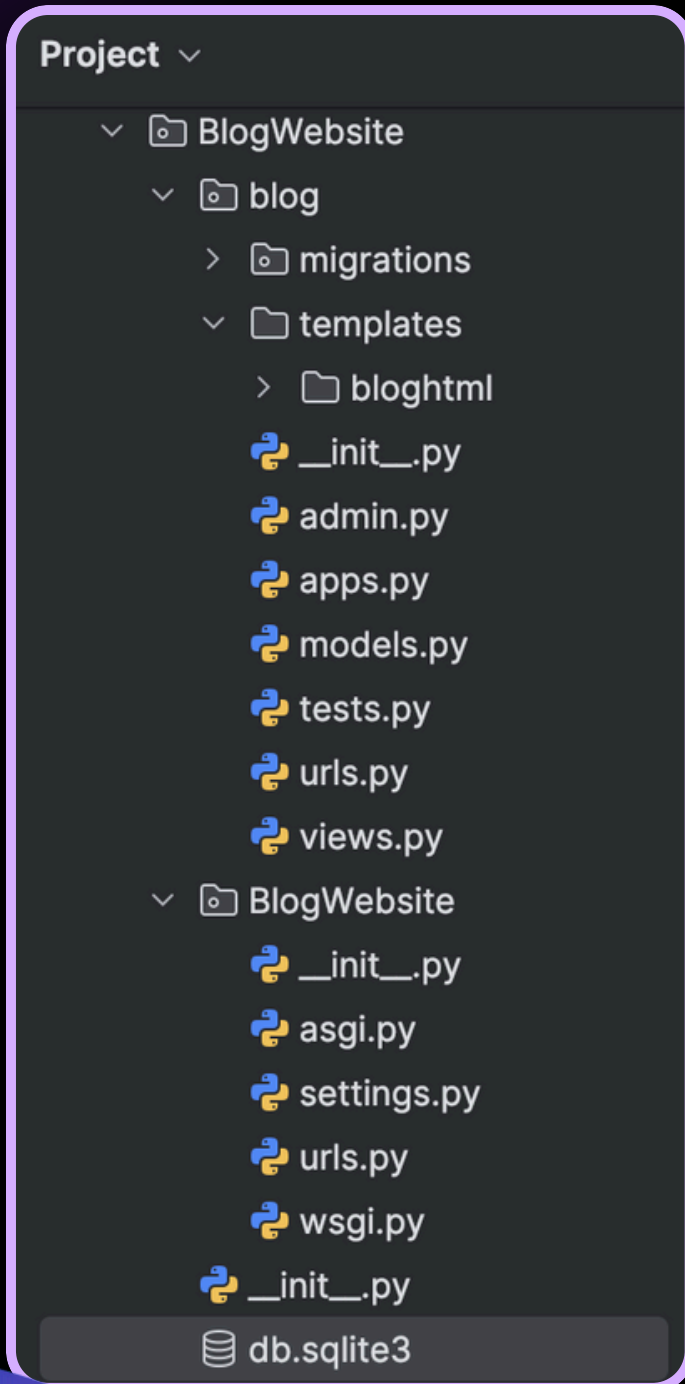 Project
BlogWebsite
blog
migrations
templates
bloghtml
__init__.py
admin.py
apps.py
models.py
tests.py
urls.py
views.py
BlogWebsite
__init__.py
asgi.py
settings.py
urls.py
wsgi.py
__init__.py
db.sqlite3